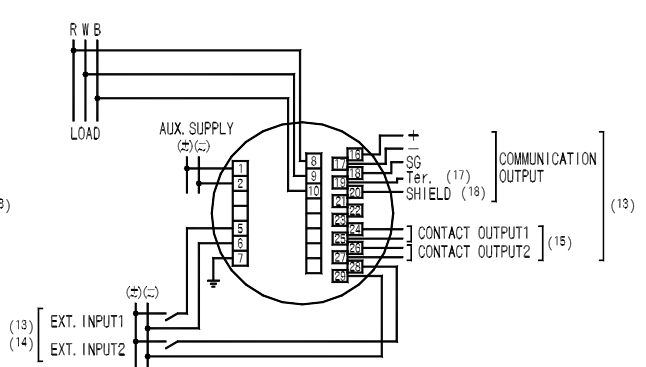 R W B
LOAD
AUX. SUPPLY
(±) (=)
1
2
5
6
7
8
9
10
16
17
18
19
20
21
22
23
24
25
26
27
28
29
+
−
SG
Ter. (17)
SHIELD (18)
COMMUNICATION
OUTPUT
(13)
CONTACT OUTPUT1
CONTACT OUTPUT2
(15)
3)
(±) (=)
(13)
(14)
EXT. INPUT1
EXT. INPUT2